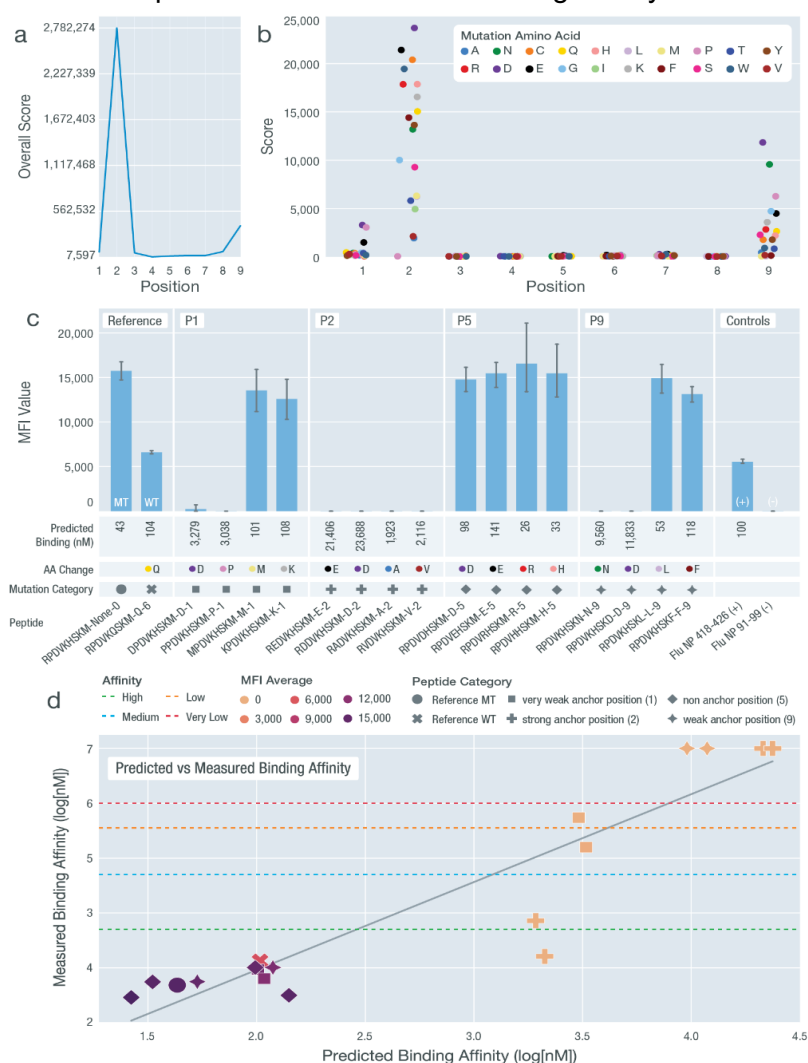 a
2,782,274
2,227,339
1,672,403
1,117,468
562,532
7,597
Overall Score
1 2 3 4 5 6 7 8 9
Position
b
25,000
20,000
15,000
10,000
5,000
0
Score
Mutation Amino Acid
A N C Q H L M P T Y
R D E G I K F S W V
1 2 3 4 5 6 7 8 9
Position
c
Reference P1 P2 P5 P9 Controls
20,000
15,000
10,000
5,000
0
MFI Value
MT WT (+) (-)
Predicted Binding (nM)
43 104 3,279 3,038 101 108 21,406 23,688 1,923 2,116 98 141 26 33 9,560 11,833 53 118 100
AA Change
Q D P M K E D A V D E R H N D L F
Mutation Category
Peptide
RPDVKHSKM-None-0
RPDVKQSKM-Q-6
DPDVKHSKM-D-1
PPDVKHSKM-P-1
MPDVKHSKM-M-1
KPDVKHSKM-K-1
REDVKHSKM-E-2
RDDVKHSKM-D-2
RADVKHSKM-A-2
RVDVKHSKM-V-2
RPDVDHSKM-D-5
RPDVEHSKM-E-5
RPDVRHSKM-R-5
RPDVHHSKM-H-5
RPDVKHSKN-N-9
RPDVKHSKD-D-9
RPDVKHSKL-L-9
RPDVKHSKF-F-9
Flu NP 418-426 (+)
Flu NP 91-99 (-)
d
Affinity
High Low
Medium Very Low
MFI Average
0 6,000 12,000
3,000 9,000 15,000
Peptide Category
Reference MT very weak anchor position (1) non anchor position (5)
Reference WT strong anchor position (2) weak anchor position (9)
Predicted vs Measured Binding Affinity
7
6
5
3
4
2
Measured Binding Affinity (log[nM])
1.5 2.0 2.5 3.0 3.5 4.0 4.5
Predicted Binding Affinity (log[nM])